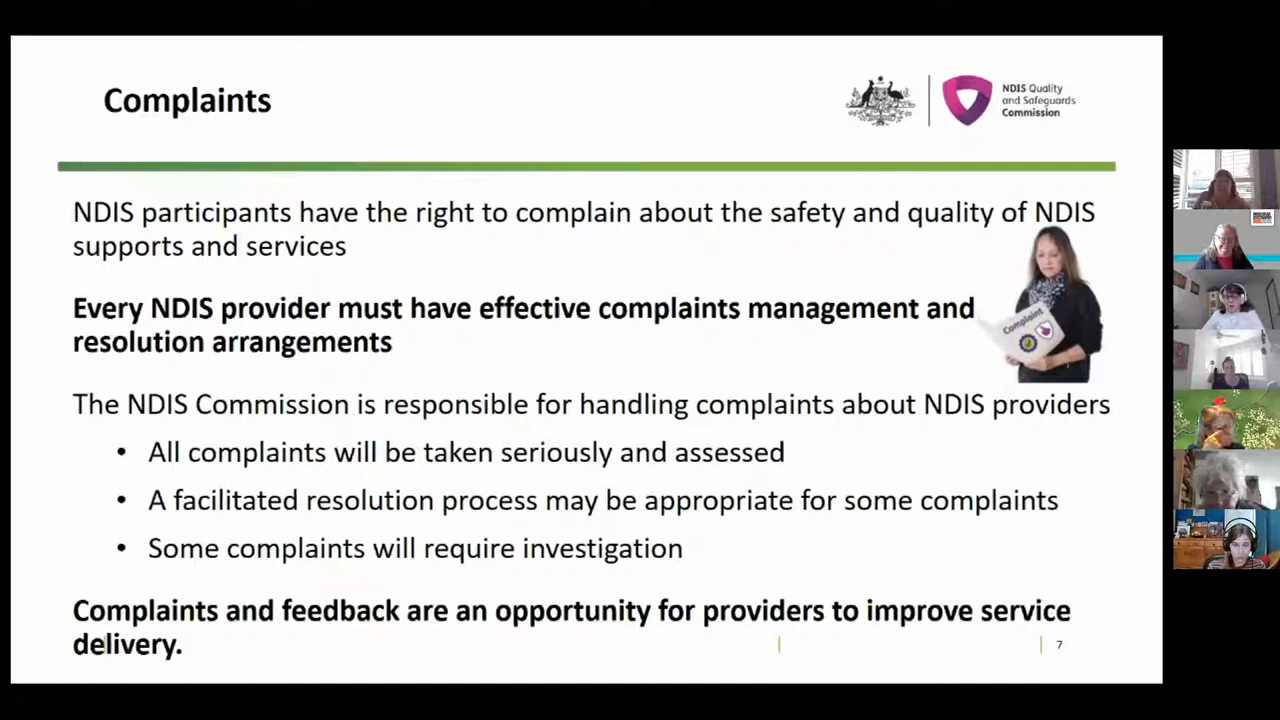 Complaints
NDIS Quality
and Safeguards
Commission
NDIS participants have the right to complain about the safety and quality of NDIS
supports and services
Every NDIS provider must have effective complaints management and
resolution arrangements
Complaint
The NDIS Commission is responsible for handling complaints about NDIS providers
• All complaints will be taken seriously and assessed
• A facilitated resolution process may be appropriate for some complaints
• Some complaints will require investigation
Complaints and feedback are an opportunity for providers to improve service
delivery.
7